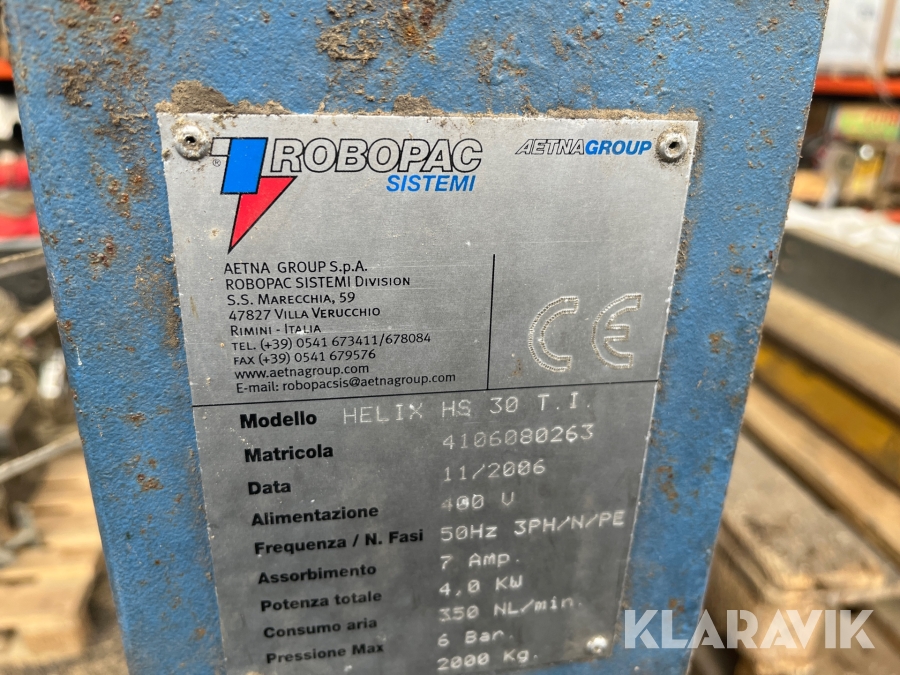 ROBOPAC
SISTEMI
®
AETNAGROUP
AETNA GROUP S.p.A.
ROBOPAC SISTEMI DIVISION
S.S. MARECCHIA, 59
47827 VILLA VERUCCHIO
RIMINI - ITALIA
TEL. (+39) 0541 673411/678084
FAX (+39) 0541 679576
www.aetnagroup.com
E-mail: robopacsis@aetnagroup.com
CE
Modello HELIX HS 30 T.I.
Matricola 4106080263
Data 11/2006
Alimentazione 400 V
Frequenza / N. Fasi 50Hz 3PH/N/PE
Assorbimento 7 Amp.
Potenza totale 4,0 KW
Consumo aria 350 NL/min.
Pressione Max 6 Bar.
2000 Kg.
KLARAVIK